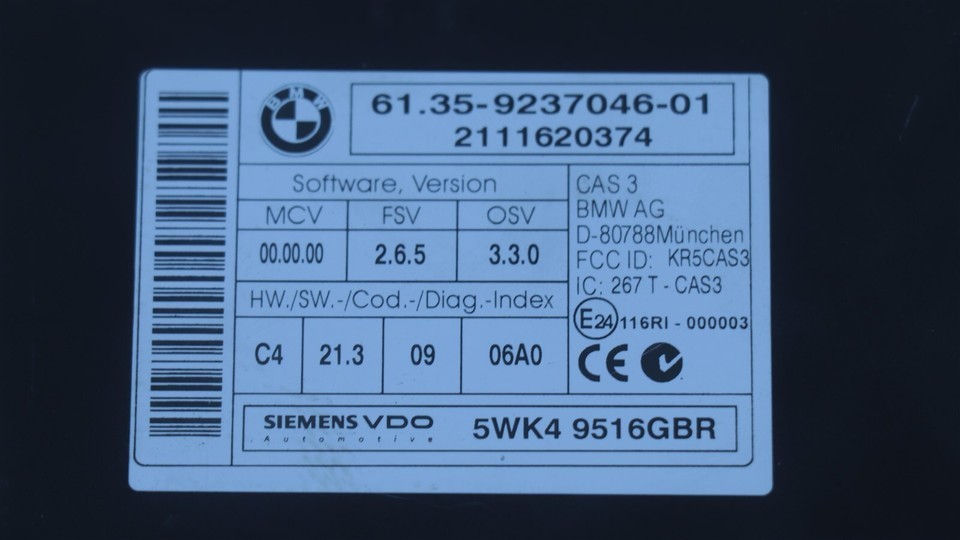 BMW
61.35-9237046-01
2111620374
Software, Version
MCV FSV OSV
00.00.00 2.6.5 3.3.0
HW./SW.-/Cod.-/Diag.-Index
C4 21.3 09 06A0
CAS 3
BMW AG
D-80788München
FCC ID: KR5CAS3
IC: 267 T - CAS3
E24 116RI - 000003
CE
SIEMENS VDO
Automotive
5WK4 9516GBR